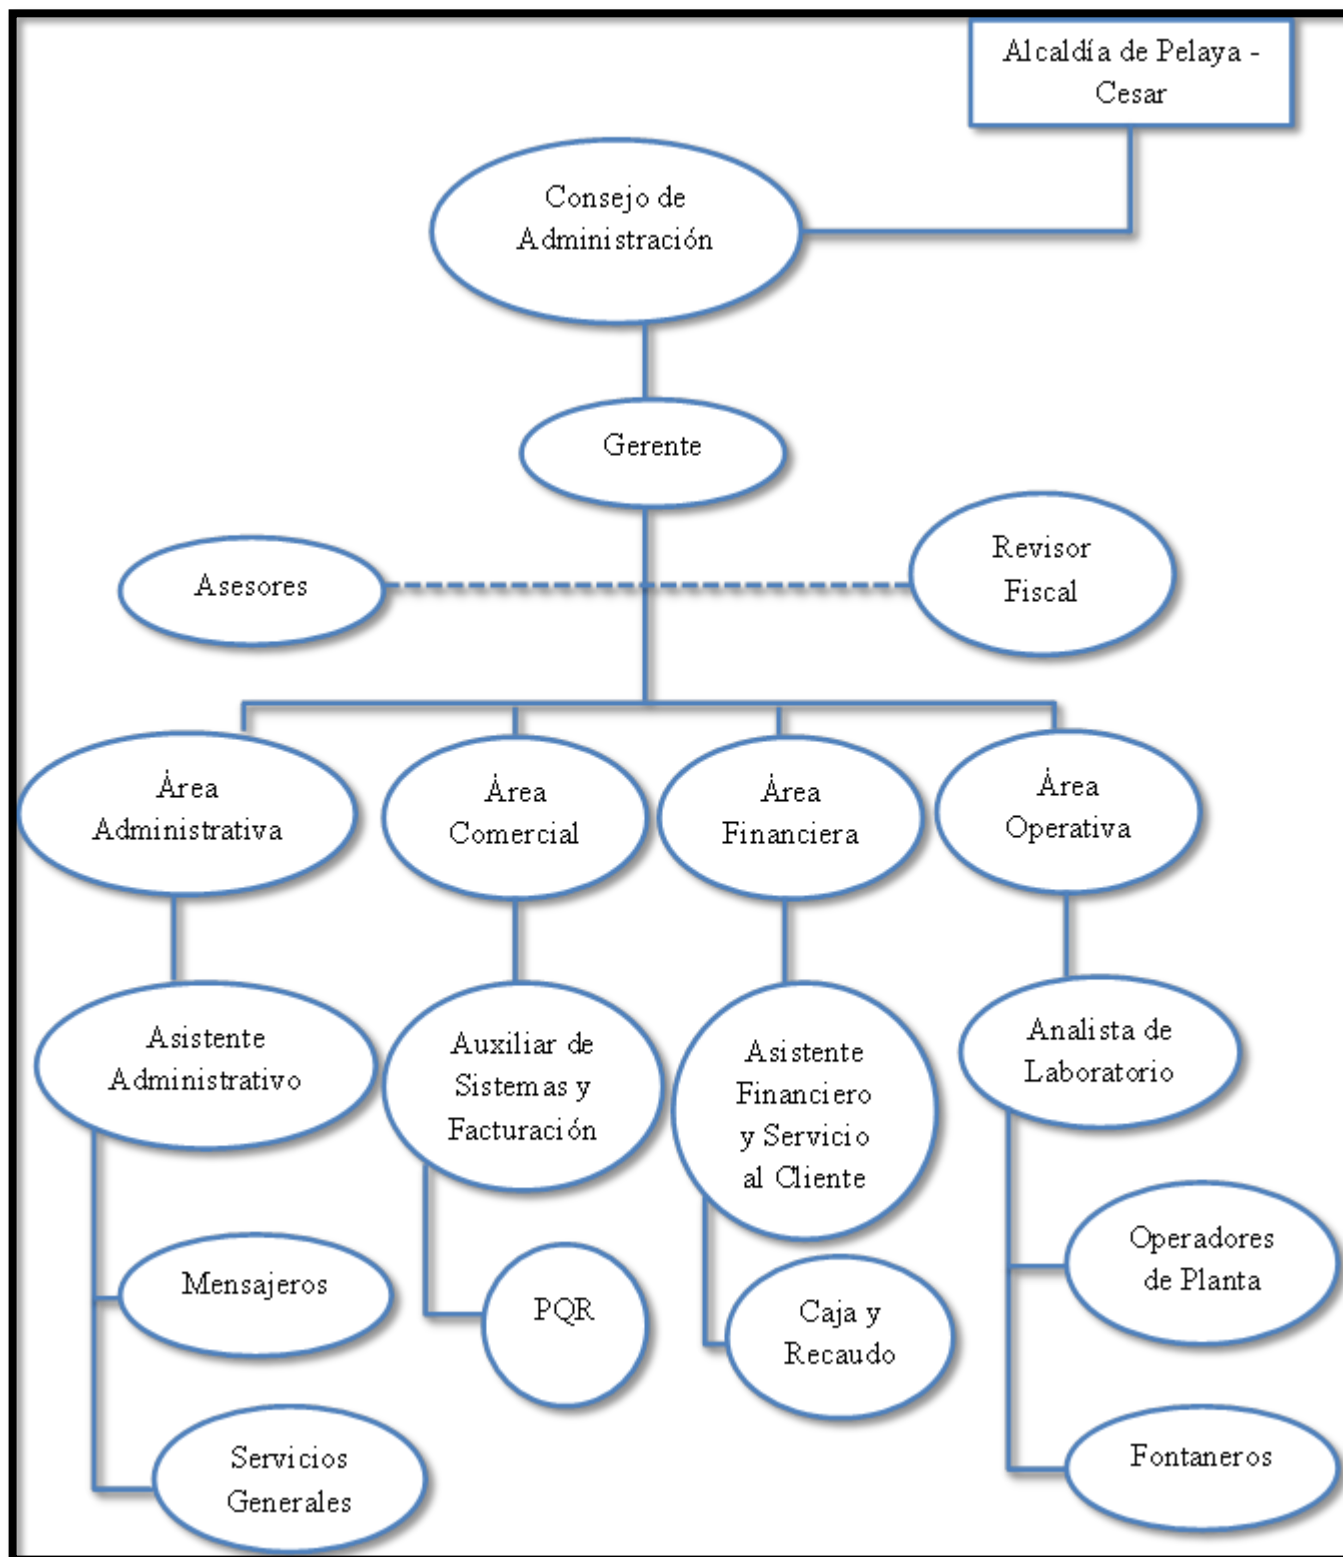 Alcaldía de Pelaya -
Cesar
Consejo de
Administración
Gerente
Asesores
Revisor
Fiscal
Área
Administrativa
Área
Comercial
Área
Financiera
Área
Operativa
Asistente
Administrativo
Auxiliar de
Sistemas y
Facturación
Asistente
Financiero
y Servicio
al Cliente
Analista de
Laboratorio
Mensajeros
PQR
Caja y
Recaudo
Operadores
de Planta
Servicios
Generales
Fontaneros